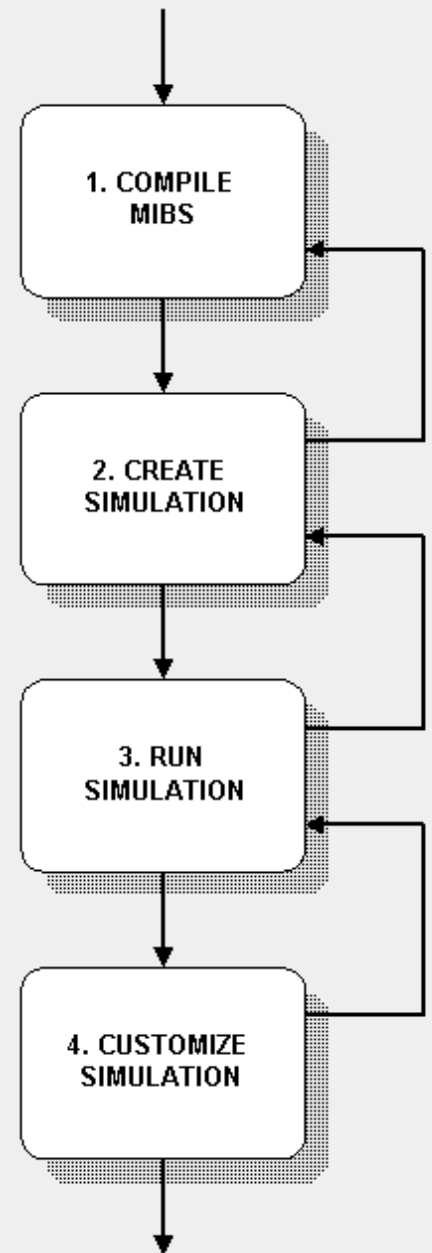 1. COMPILE
MIBS
2. CREATE
SIMULATION
3. RUN
SIMULATION
4. CUSTOMIZE
SIMULATION